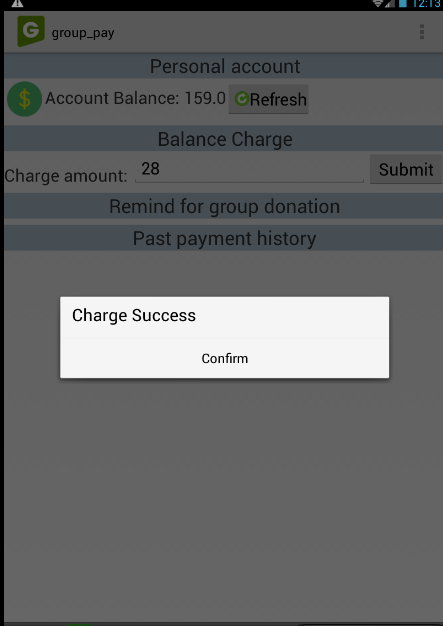 12:13
G group_pay
Personal account
$ Account Balance: 159.0 Refresh
Balance Charge
Charge amount: 28 Submit
Remind for group donation
Past payment history
Charge Success
Confirm